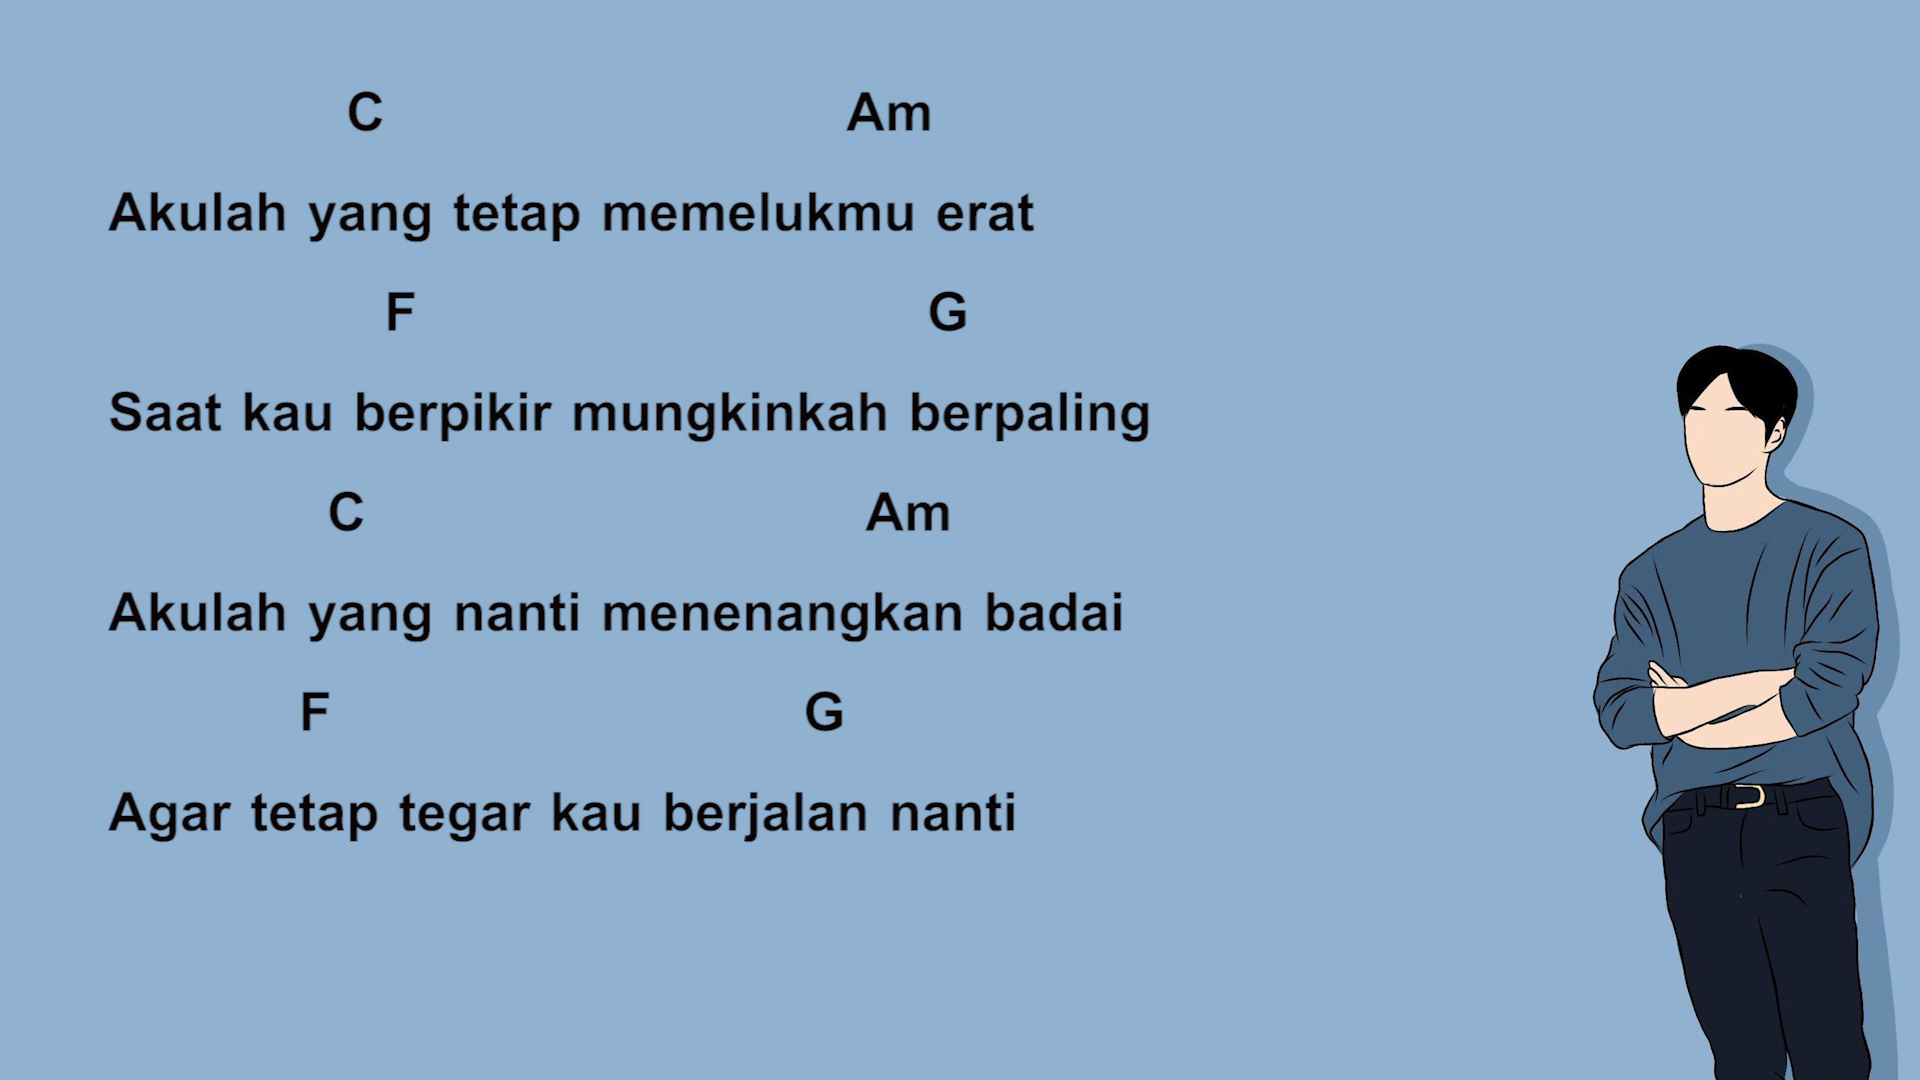 C Am
Akulah yang tetap memelukmu erat
F G
Saat kau berpikir mungkinkah berpaling
C Am
Akulah yang nanti menenangkan badai
F G
Agar tetap tegar kau berjalan nanti